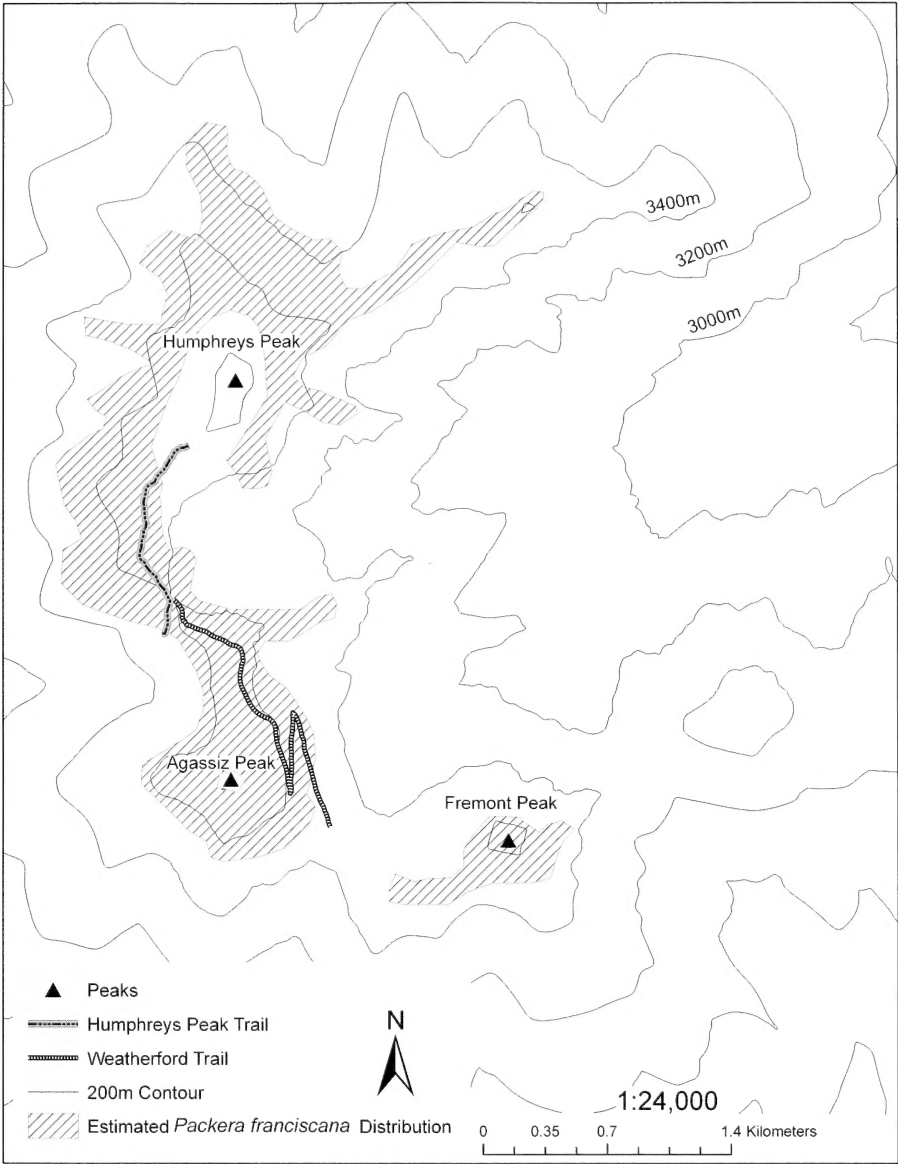 3400m
3200m
3000m
Humphreys Peak
Agassiz Peak
Fremont Peak
Peaks
Humphreys Peak Trail
Weatherford Trail
200m Contour
Estimated Packera franciscana Distribution
N
1:24,000
0 0.35 0.7 1.4 Kilometers